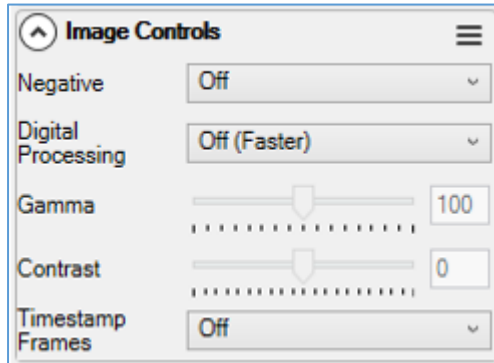 Image Controls
Negative
Off
Digital
Processing
Off (Faster)
Gamma
100
Contrast
0
Timestamp
Frames
Off